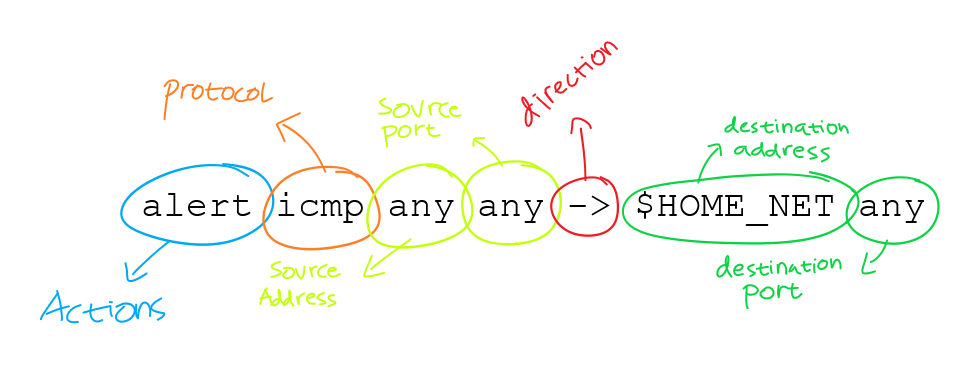 Protocol
Source
port
direction
destination
address
alert icmp any any -> $HOME_NET any
Actions
Source
Address
destination
port